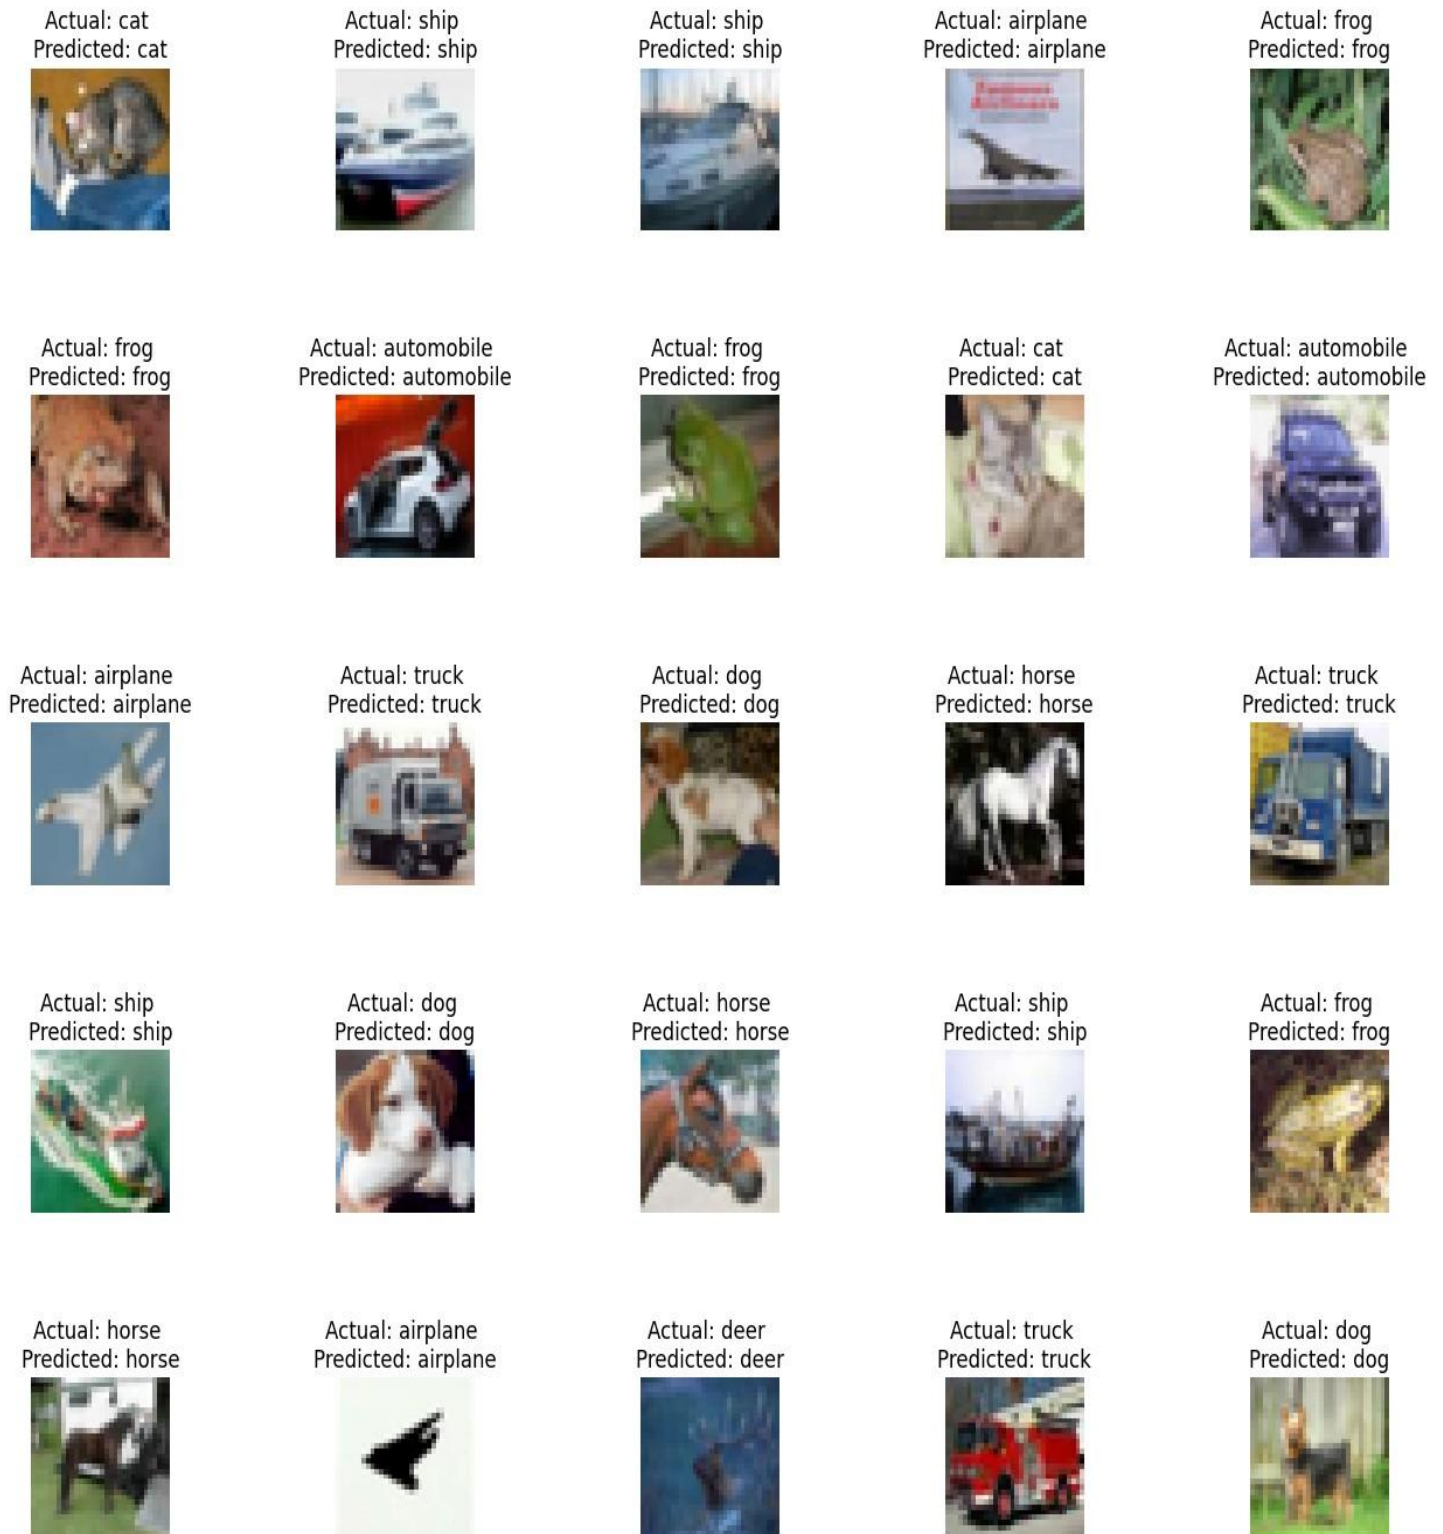 Actual: cat
Predicted: cat
Actual: ship
Predicted: ship
Actual: ship
Predicted: ship
Actual: airplane
Predicted: airplane
Actual: frog
Predicted: frog
Actual: frog
Predicted: frog
Actual: automobile
Predicted: automobile
Actual: frog
Predicted: frog
Actual: cat
Predicted: cat
Actual: automobile
Predicted: automobile
Actual: airplane
Predicted: airplane
Actual: truck
Predicted: truck
Actual: dog
Predicted: dog
Actual: horse
Predicted: horse
Actual: truck
Predicted: truck
Actual: ship
Predicted: ship
Actual: dog
Predicted: dog
Actual: horse
Predicted: horse
Actual: ship
Predicted: ship
Actual: frog
Predicted: frog
Actual: horse
Predicted: horse
Actual: airplane
Predicted: airplane
Actual: deer
Predicted: deer
Actual: truck
Predicted: truck
Actual: dog
Predicted: dog